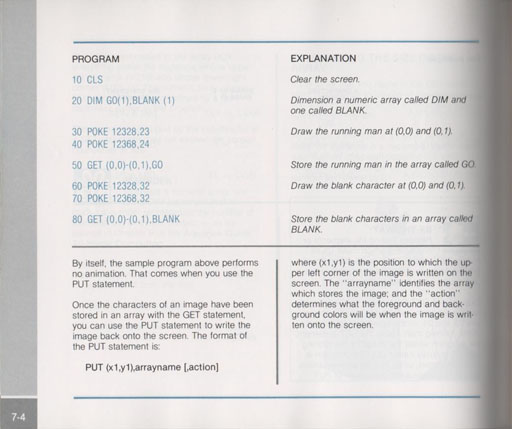 PROGRAM
EXPLANATION
10 CLS
Clear the screen.
20 DIM GO(1),BLANK (1)
Dimension a numeric array called DIM and
one called BLANK.
30 POKE 12328,23
40 POKE 12368,24
Draw the running man at (0,0) and (0,1).
50 GET (0,0)-(0,1),GO
Store the running man in the array called GO.
60 POKE 12328,32
70 POKE 12368,32
Draw the blank character at (0,0) and (0,1).
80 GET (0,0)-(0,1),BLANK
Store the blank characters in an array called
BLANK.
By itself, the sample program above performs
no animation. That comes when you use the
PUT statement.
Once the characters of an image have been
stored in an array with the GET statement,
you can use the PUT statement to write the
image back onto the screen. The format of
the PUT statement is:
PUT (x1,y1),arrayname [,action]
where (x1,y1) is the position to which the up-
per left corner of the image is written on the
screen. The "arrayname" identifies the array
which stores the image; and the "action"
determines what the foreground and back-
ground colors will be when the image is writ-
ten onto the screen.
7-4